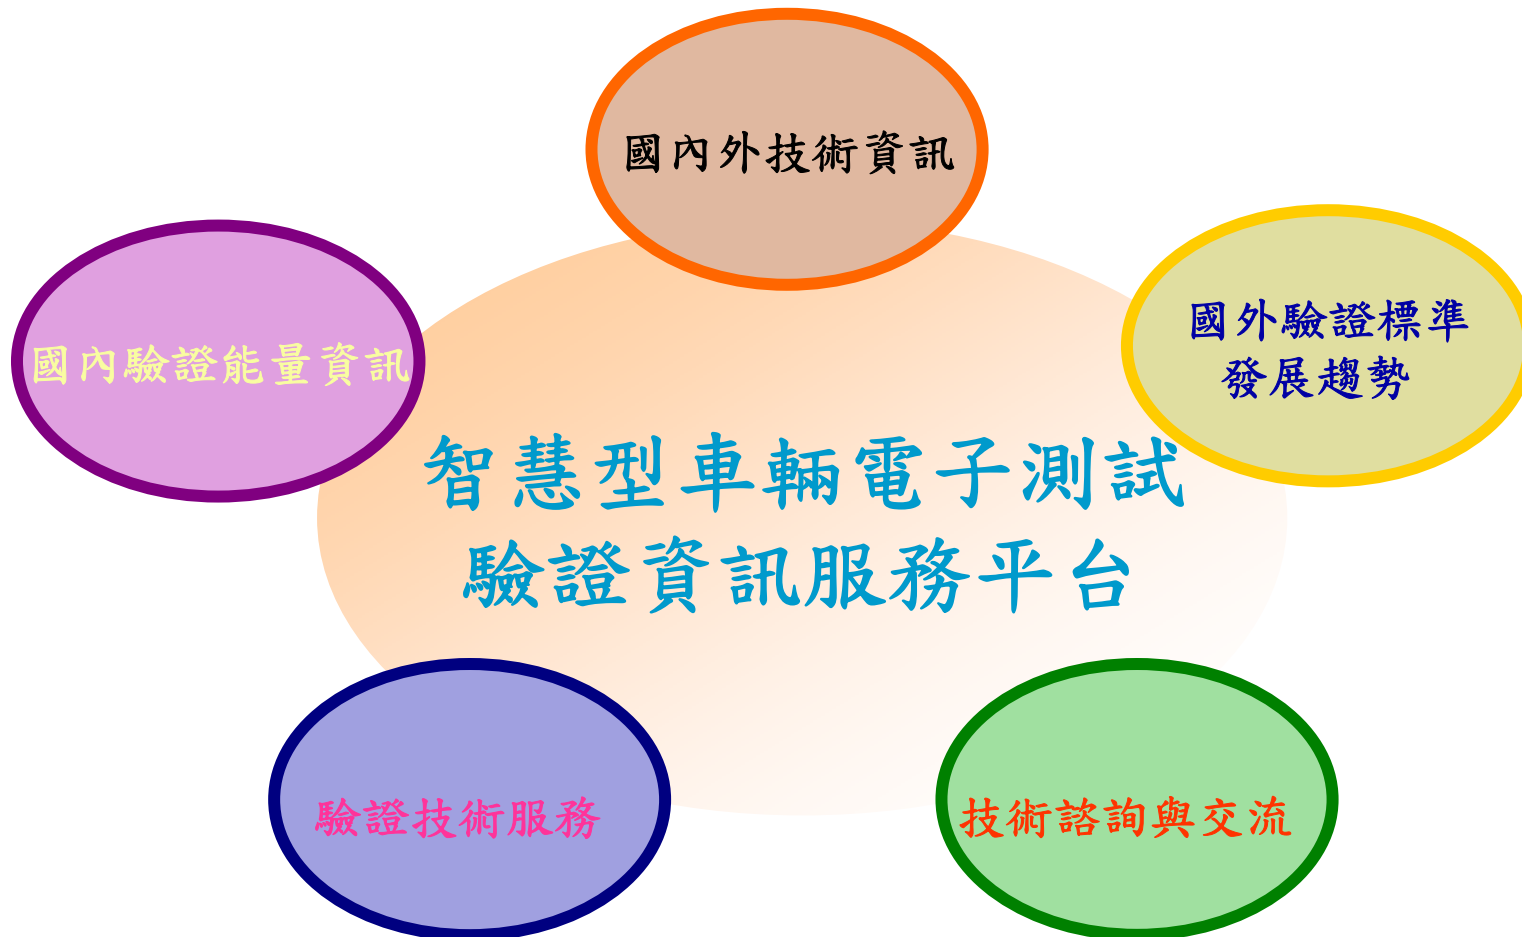 國內外技術資訊
國外驗證標準
發展趨勢
國內驗證能量資訊
智慧型車輛電子測試
驗證資訊服務平台
驗證技術服務
技術諮詢與交流